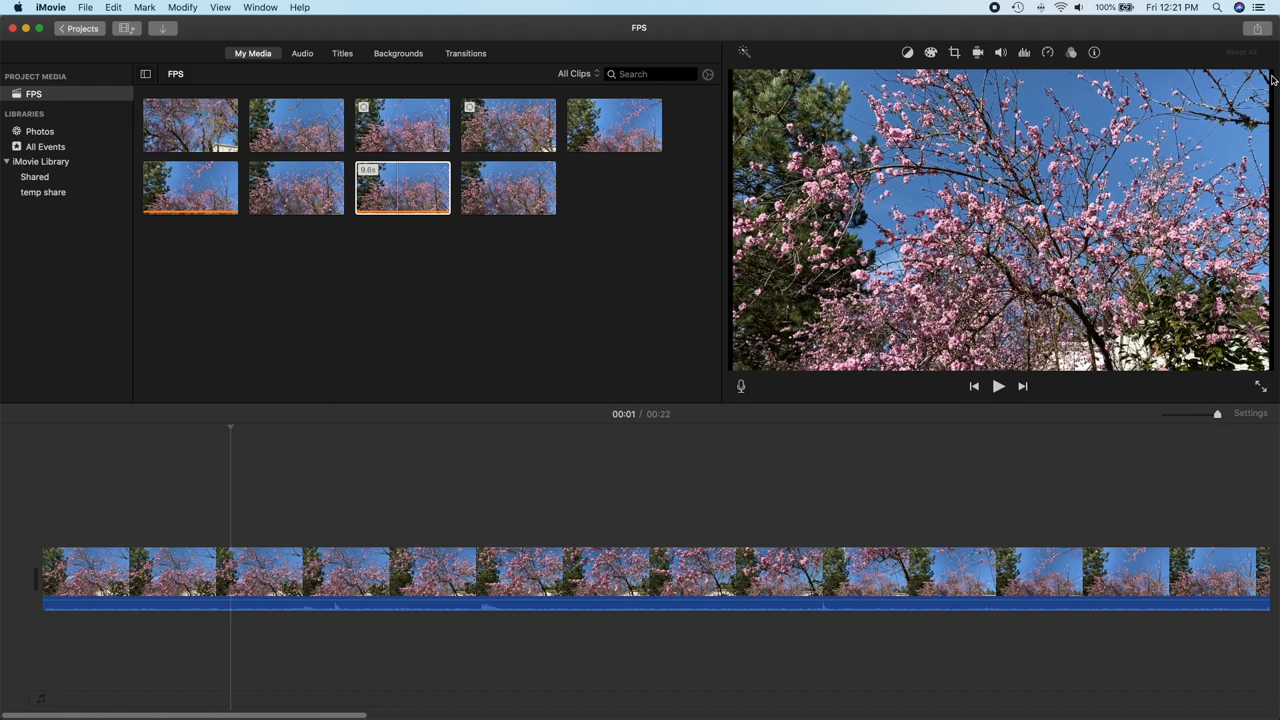 iMovie File Edit Mark Modify View Window Help 100% Fri 12:21 PM
Projects FPS
My Media Audio Titles Backgrounds Transitions Reset All
PROJECT MEDIA FPS All Clips Search
FPS
LIBRARIES
Photos
All Events
iMovie Library
Shared
temp share
9.6s
00:01 / 00:22 Settings